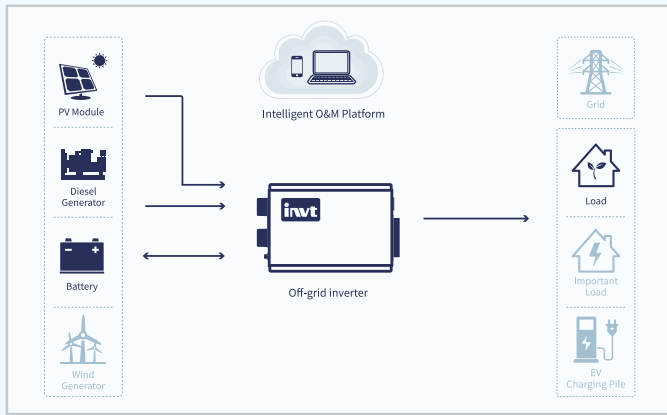 PV Module
Diesel
Generator
Battery
Wind
Generator
Intelligent O&M Platform
invt
Off-grid inverter
Grid
Load
Important
Load
EV
Charging Pile